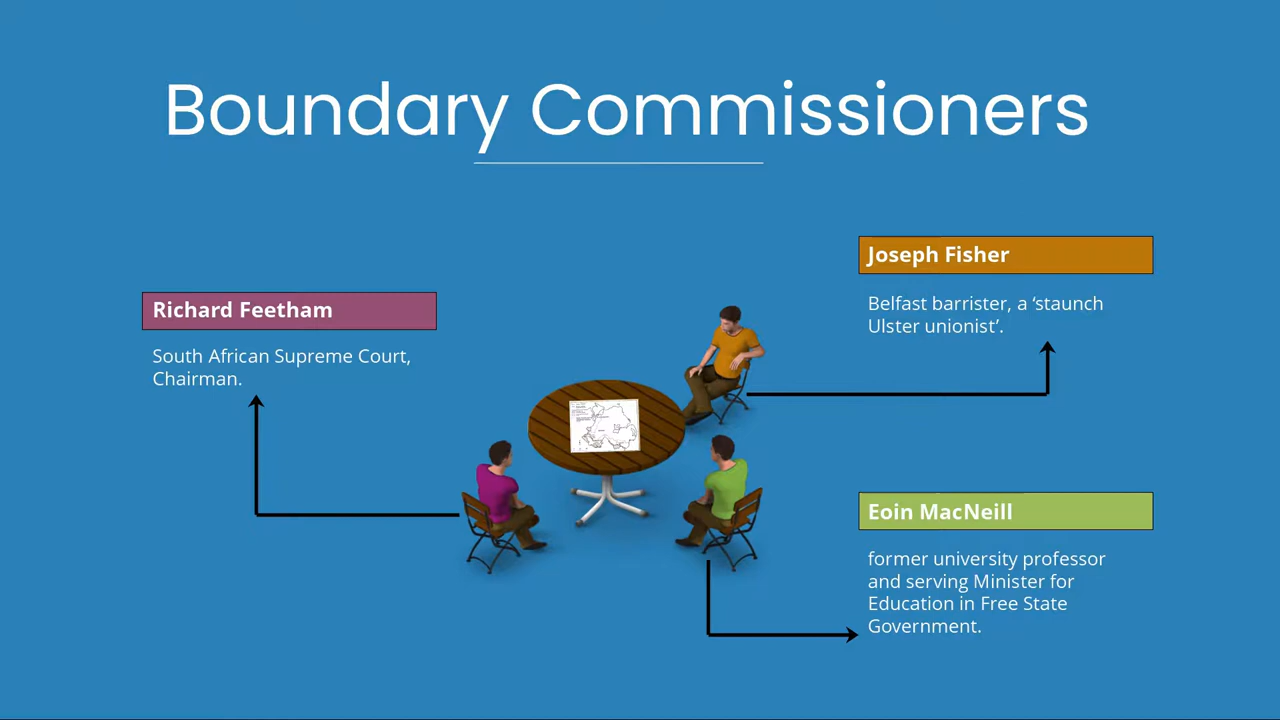 Boundary Commissioners
Richard Feetham
South African Supreme Court,
Chairman.
Joseph Fisher
Belfast barrister, a ‘staunch
Ulster unionist’.
Eoin MacNeill
former university professor
and serving Minister for
Education in Free State
Government.